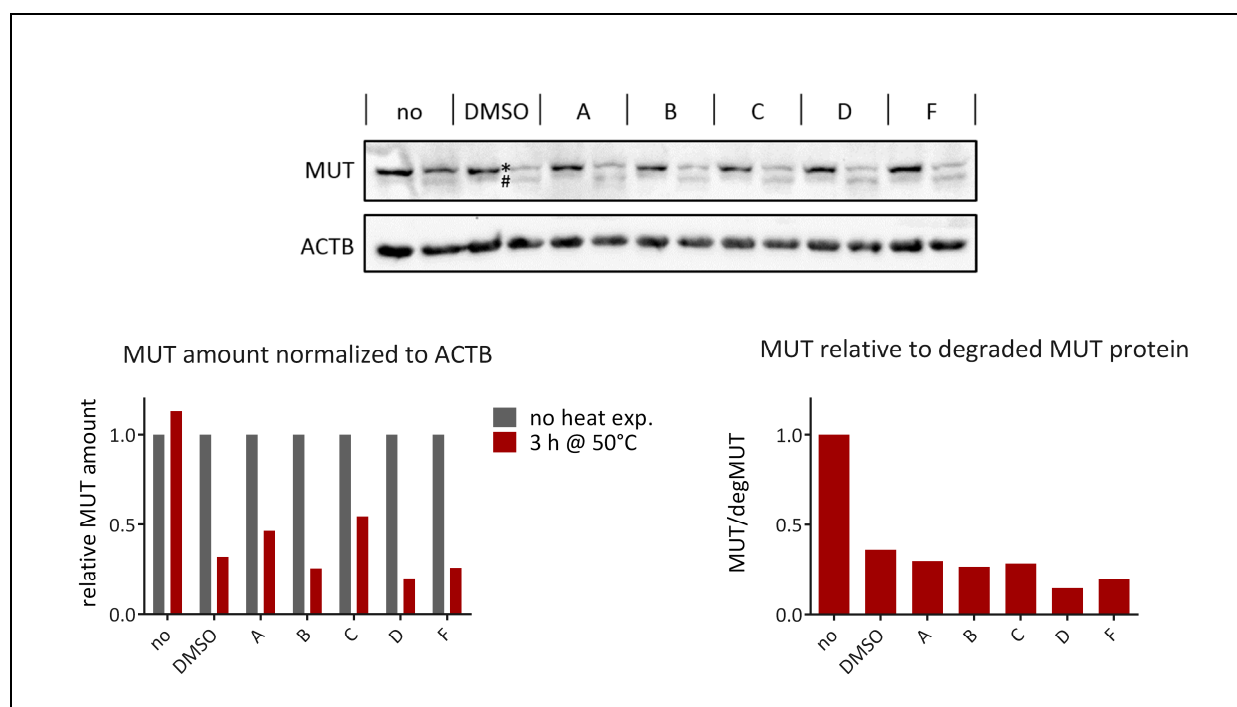 no DMSO A B C D F
MUT * #
ACTB
MUT amount normalized to ACTB
relative MUT amount
1.0
0.5
0.0
no DMSO A B C D F
no heat exp.
3 h @ 50°C
MUT relative to degraded MUT protein
MUT/degMUT
1.0
0.5
0.0
no DMSO A B C D F